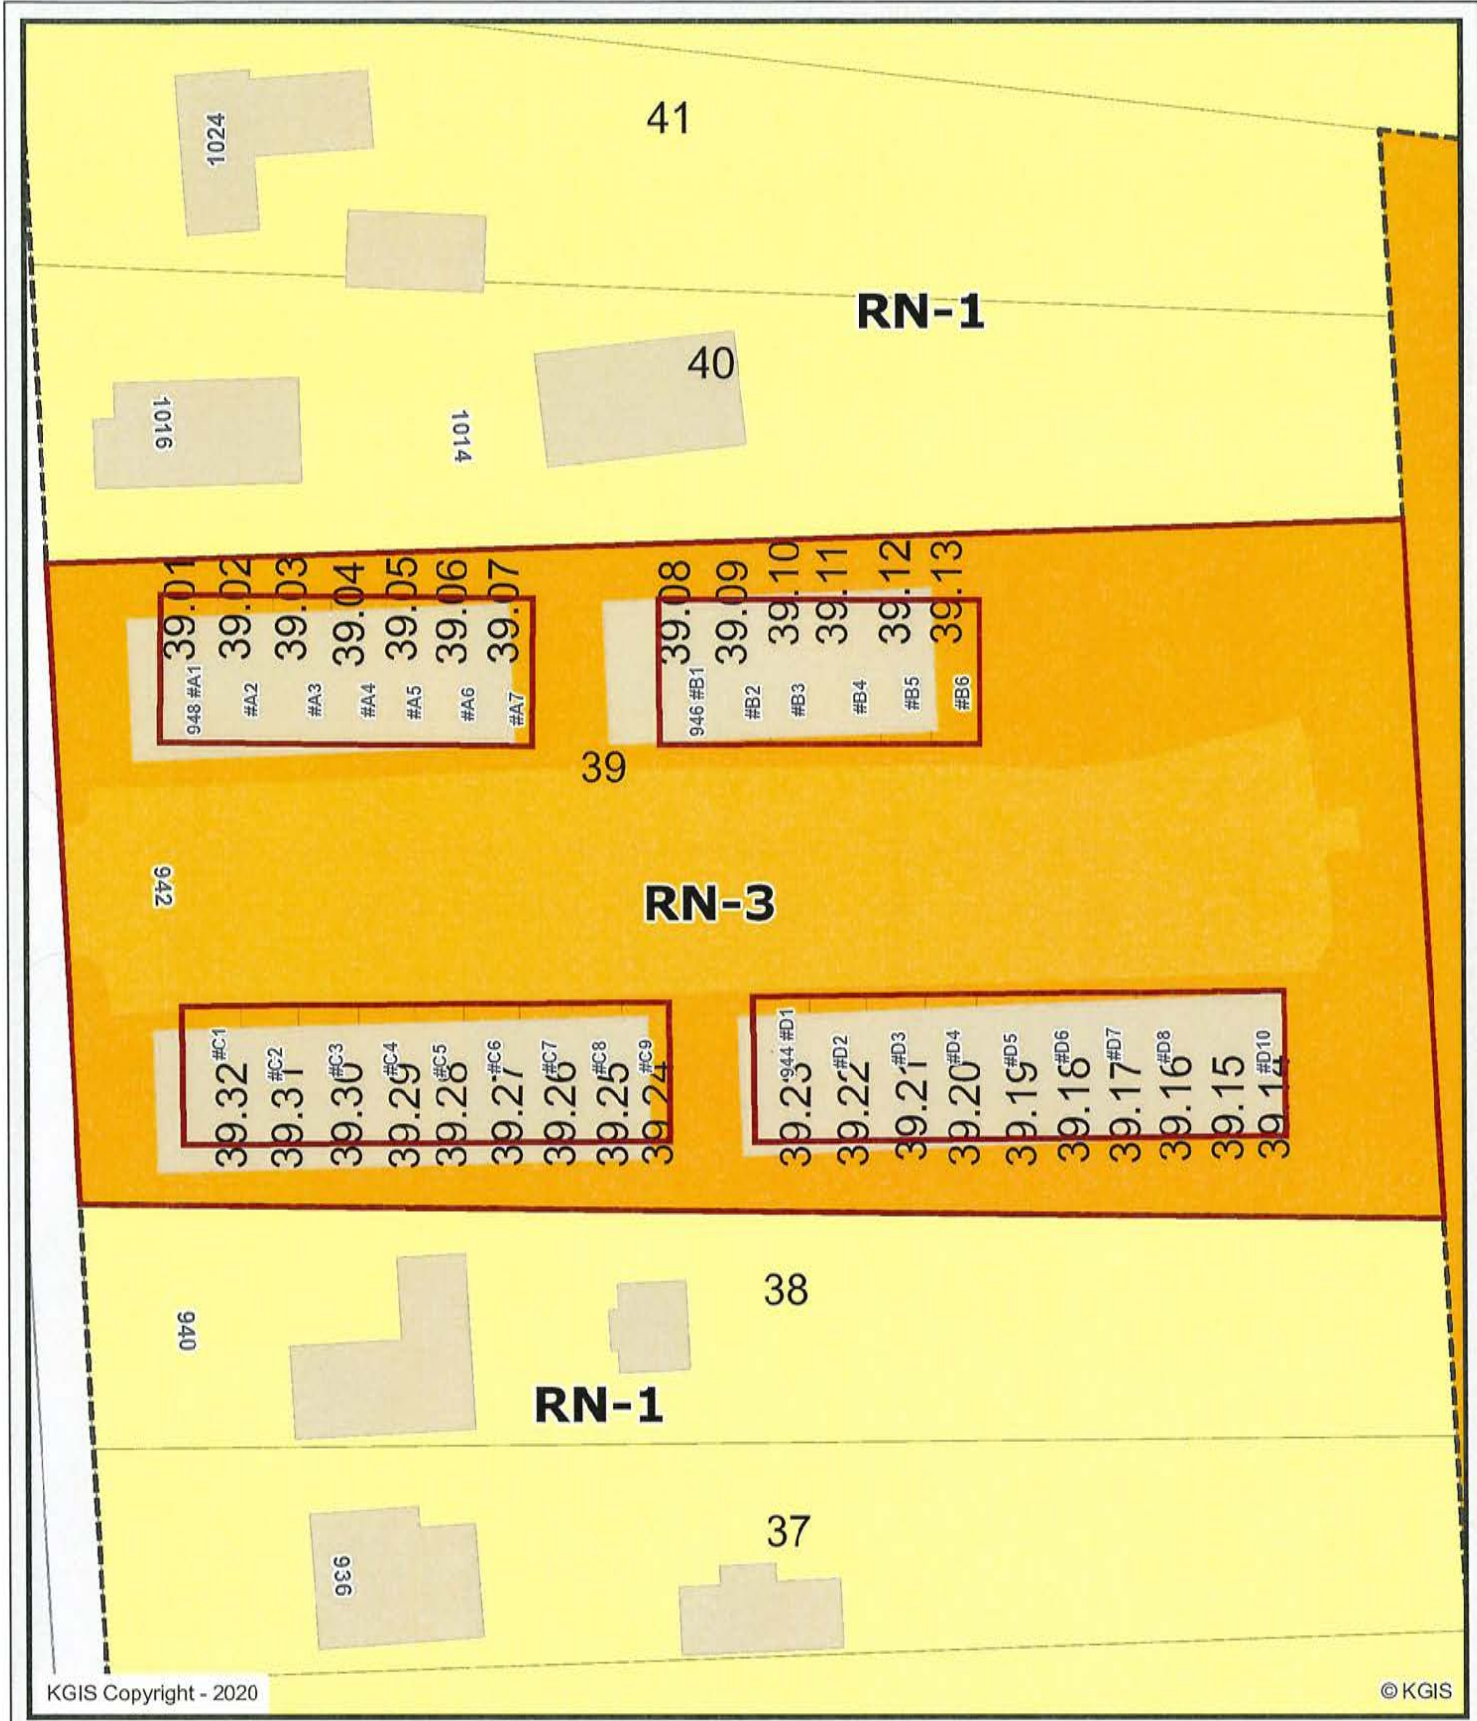 41
1024
RN-1
40
1016
1014
39.01
39.02
39.03
39.04
39.05
39.06
39.07
39.08
39.09
39.10
39.11
39.12
39.13
948 #A1
#A2
#A3
#A4
#A5
#A6
#A7
946 #B1
#B2
#B3
#B4
#B5
#B6
39
942
RN-3
#C1
#C2
#C3
#C4
#C5
#C6
#C7
#C8
#C9
944 #D1
#D2
#D3
#D4
#D5
#D6
#D7
#D8
#D10
39.32
39.31
39.30
39.29
39.28
39.27
39.26
39.25
39.24
39.23
39.22
39.21
39.20
39.19
39.18
39.17
39.16
39.15
39.14
38
940
RN-1
37
936
KGIS Copyright - 2020
© KGIS